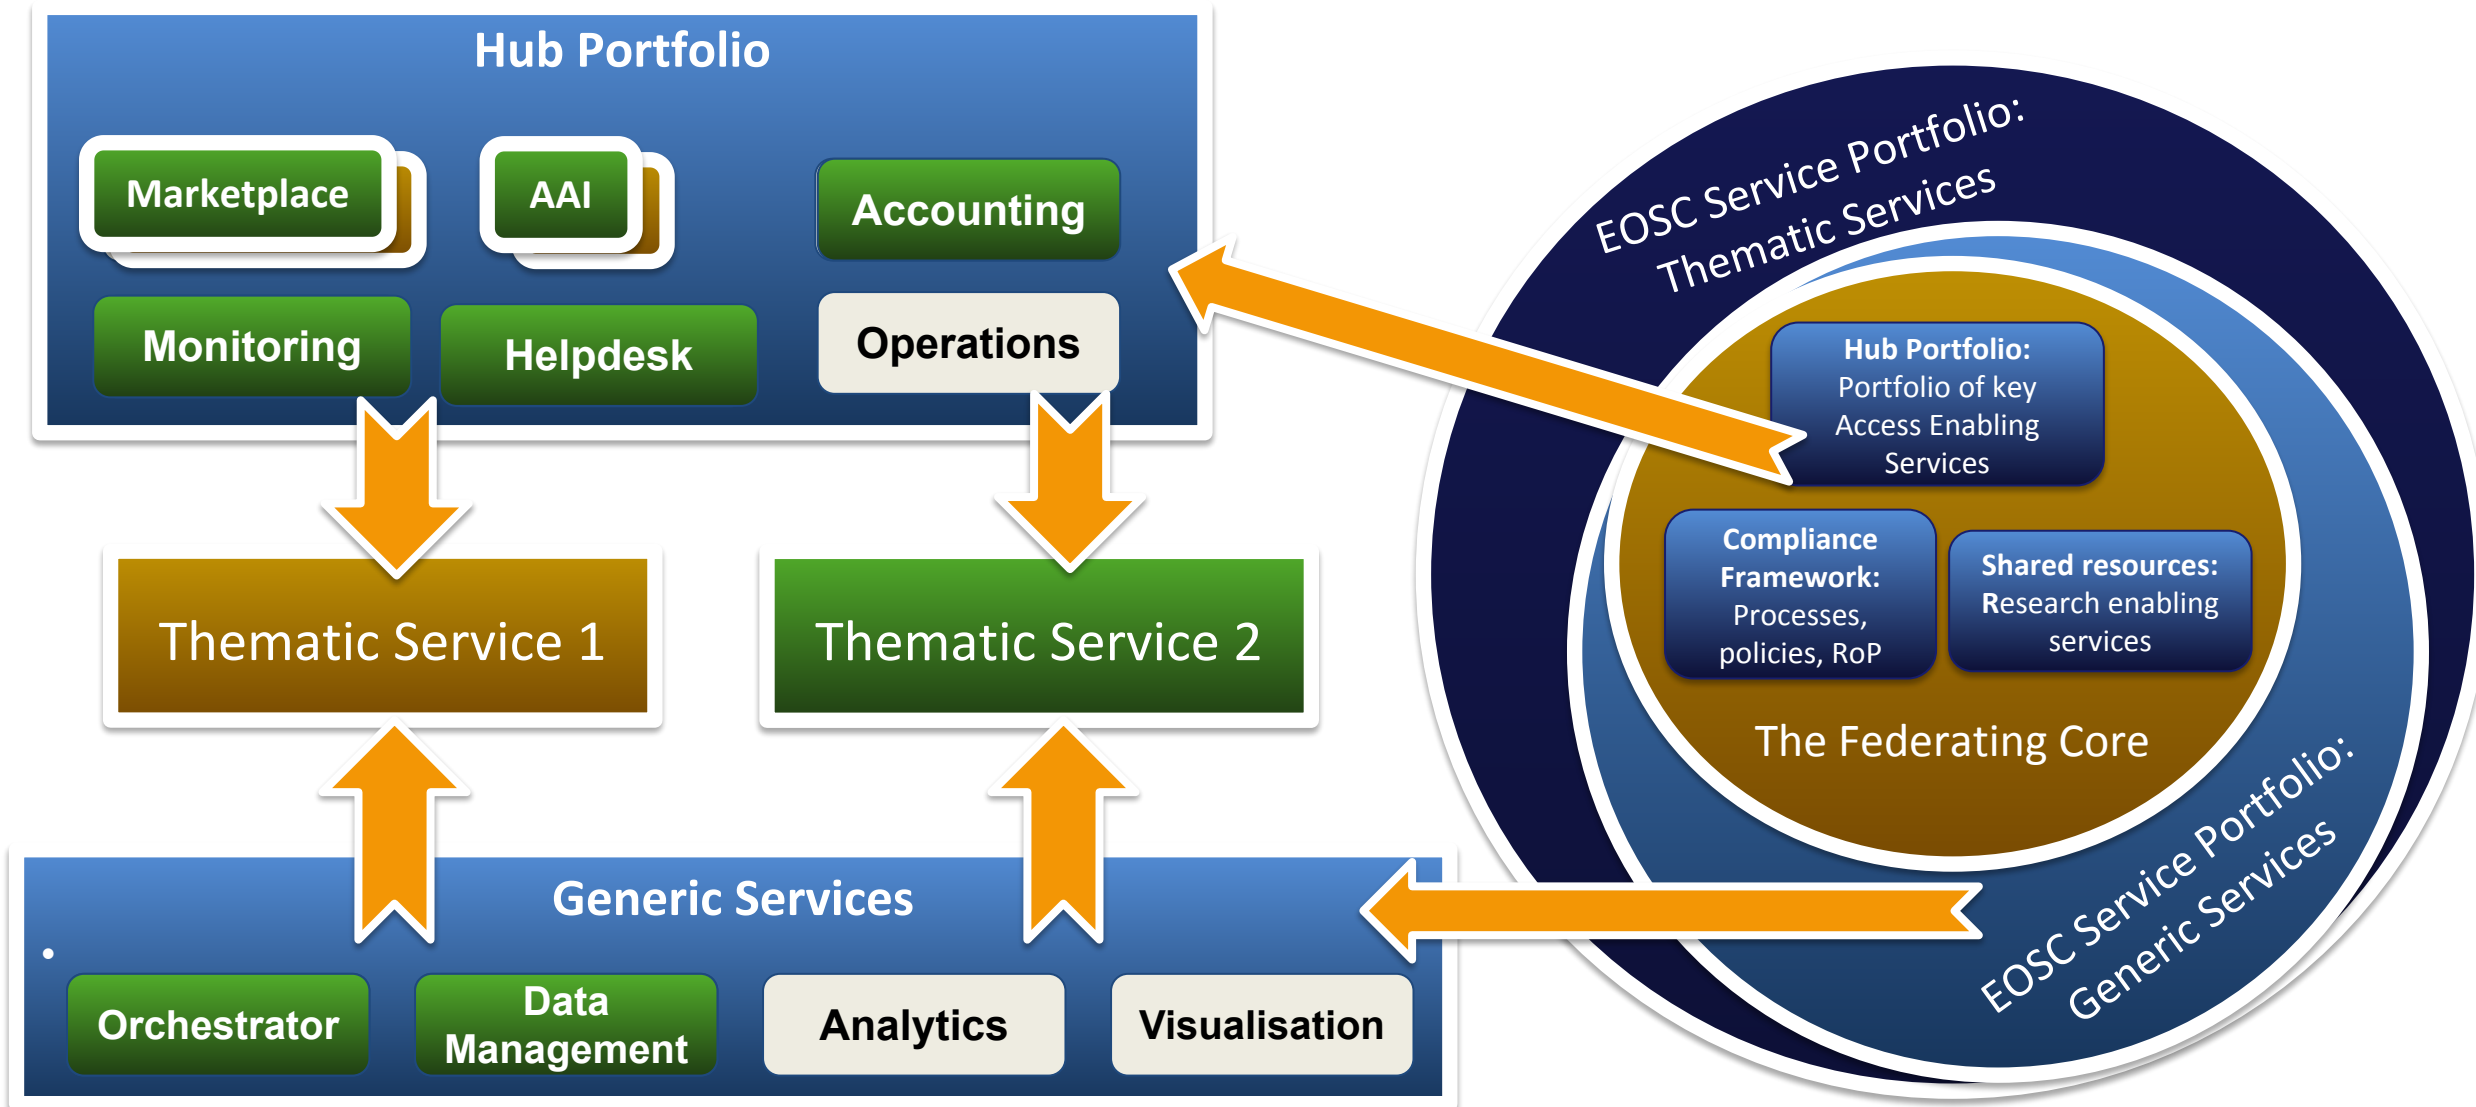 Hub Portfolio
Marketplace
AAI
Accounting
Monitoring
Helpdesk
Operations
Thematic Service 1
Thematic Service 2
Generic Services
•
Orchestrator
Data
Management
Analytics
Visualisation
EOSC Service Portfolio:
Thematic Services
Hub Portfolio:
Portfolio of key
Access Enabling
Services
Compliance
Framework:
Processes,
policies, RoP
Shared resources:
Research enabling
services
The Federating Core
EOSC Service Portfolio:
Generic Services